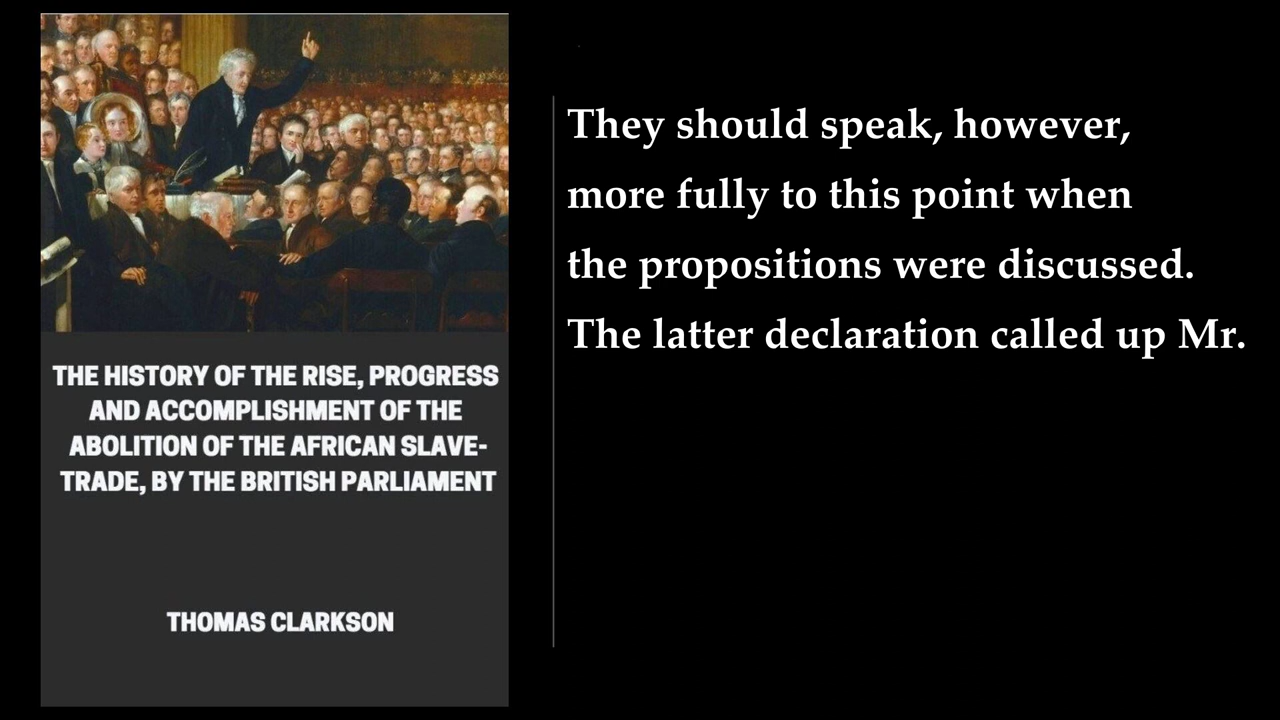 THE HISTORY OF THE RISE, PROGRESS
AND ACCOMPLISHMENT OF THE
ABOLITION OF THE AFRICAN SLAVE-
TRADE, BY THE BRITISH PARLIAMENT
THOMAS CLARKSON
They should speak, however,
more fully to this point when
the propositions were discussed.
The latter declaration called up Mr.